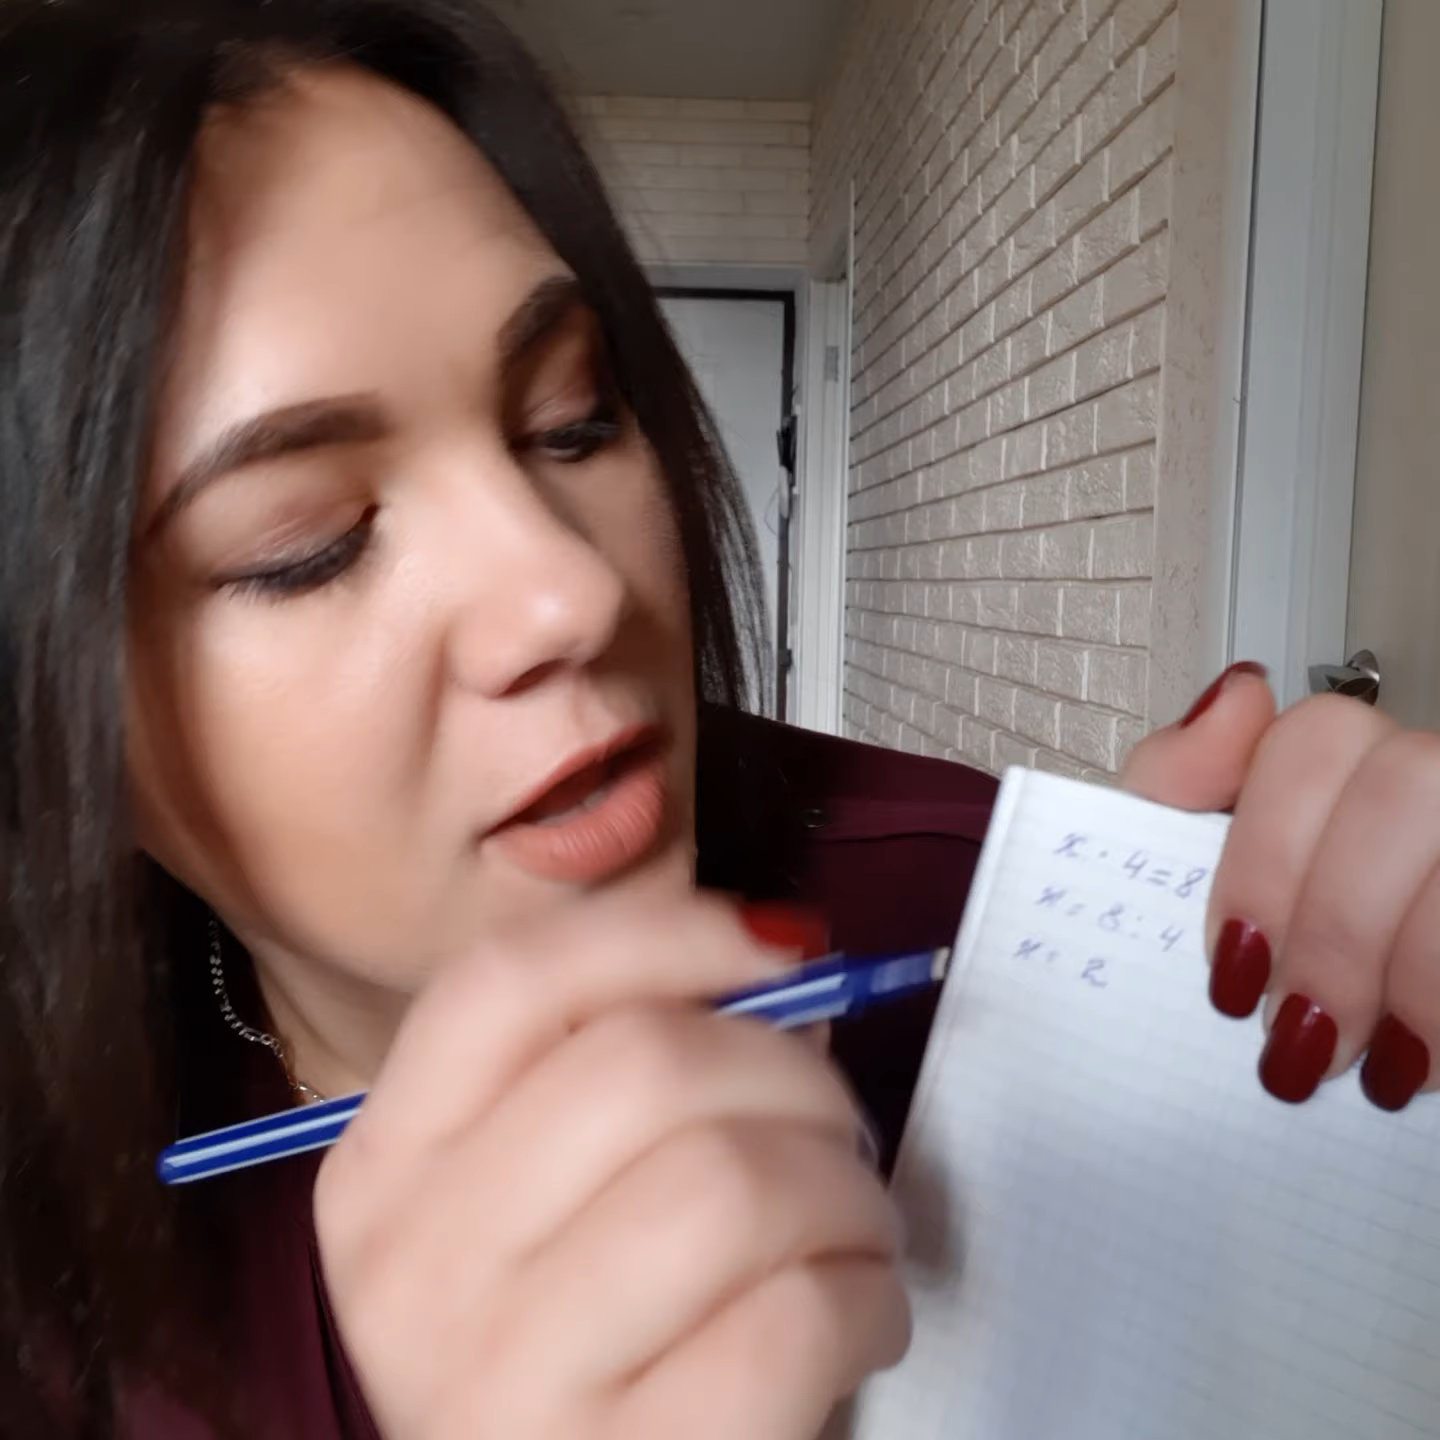 x · 4 = 8
x = 8 : 4
x = 2